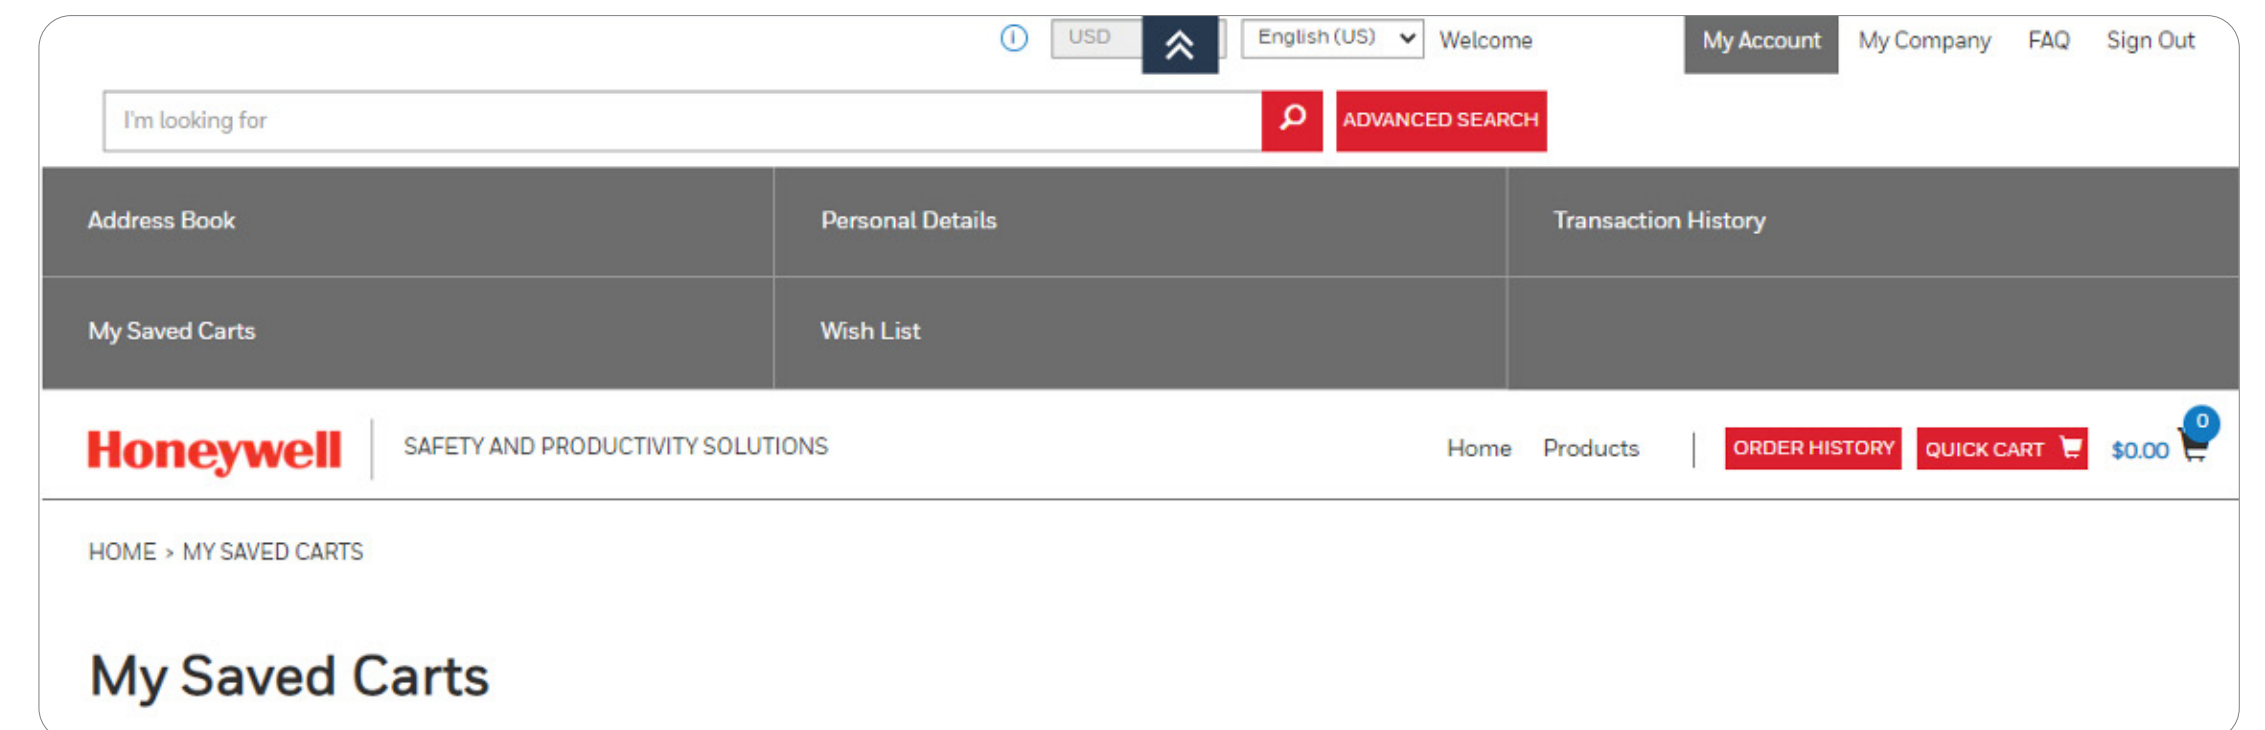 USD English (US) Welcome My Account My Company FAQ Sign Out
I'm looking for ADVANCED SEARCH
Address Book Personal Details Transaction History
My Saved Carts Wish List
Honeywell SAFETY AND PRODUCTIVITY SOLUTIONS Home Products ORDER HISTORY QUICK CART $0.00 0
HOME > MY SAVED CARTS
My Saved Carts